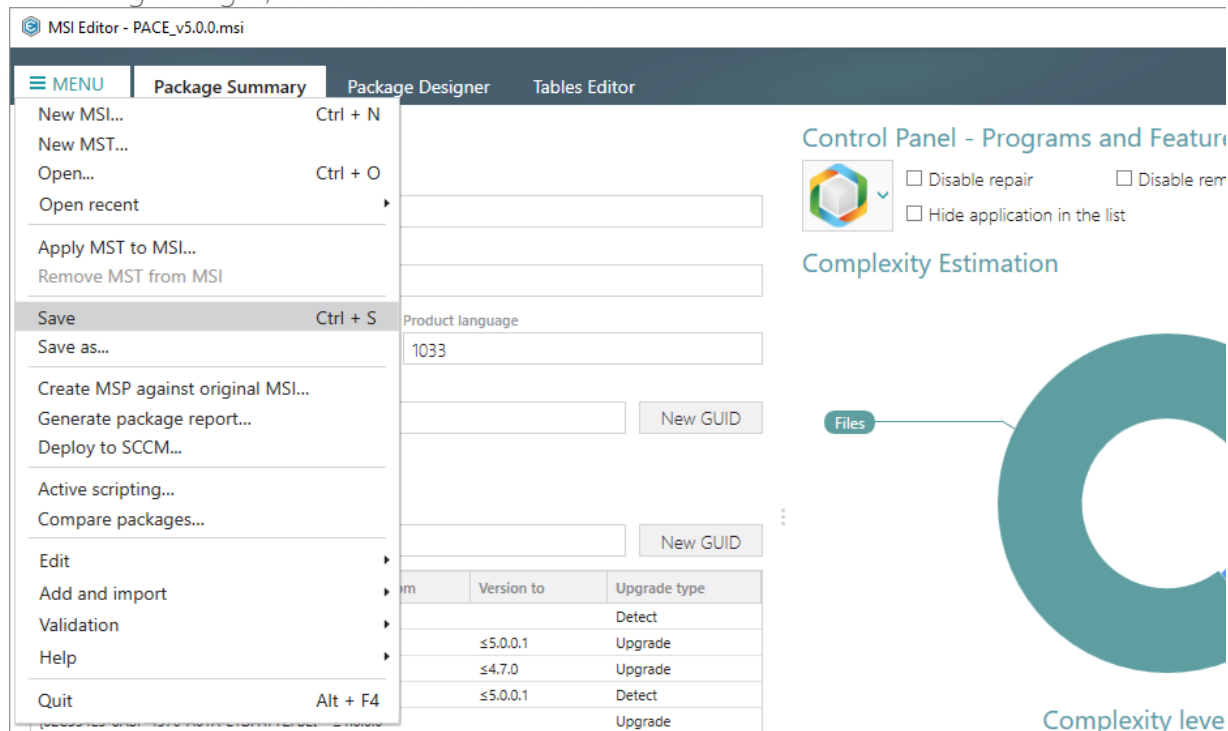 MSI Editor - PACE_v5.0.0.msi
MENU
Package Summary
Package Designer
Tables Editor
New MSI... Ctrl + N
New MST...
Open... Ctrl + O
Open recent
Apply MST to MSI...
Remove MST from MSI
Save Ctrl + S
Save as...
Create MSP against original MSI...
Generate package report...
Deploy to SCCM...
Active scripting...
Compare packages...
Edit
Add and import
Validation
Help
Quit Alt + F4
Product language
1033
New GUID
New GUID
om Version to Upgrade type
Detect
≤5.0.0.1 Upgrade
≤4.7.0 Upgrade
≤5.0.0.1 Detect
Upgrade
Control Panel - Programs and Feature
Disable repair
Disable rem
Hide application in the list
Complexity Estimation
Files
Complexity leve